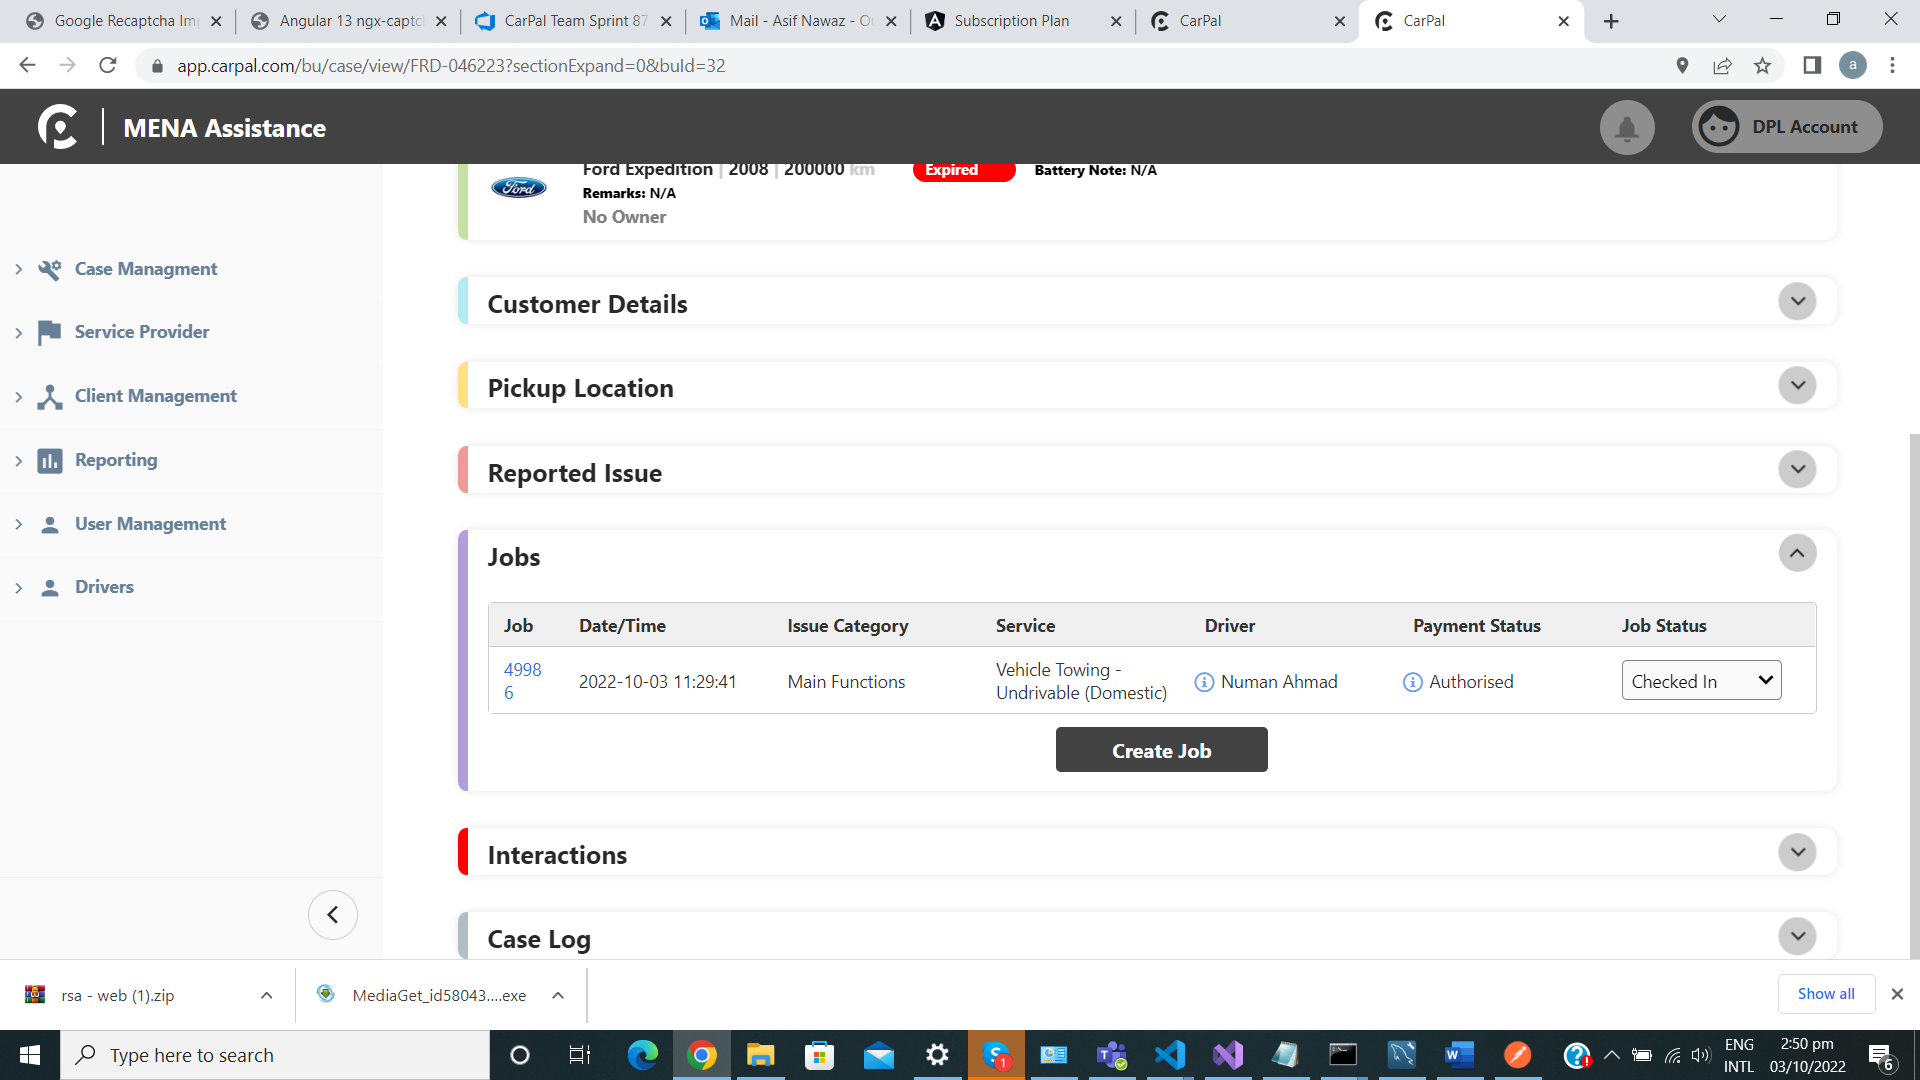 Google Recaptcha Im
Angular 13 ngx-captc
CarPal Team Sprint 87
Mail - Asif Nawaz - O
Subscription Plan
CarPal
CarPal
app.carpal.com/bu/case/view/FRD-046223?sectionExpand=0&buId=32
a
MENA Assistance
DPL Account
Ford Expedition | 2008 | 200000 km
Expired
Battery Note: N/A
Ford
Remarks: N/A
No Owner
Case Managment
Service Provider
Client Management
Reporting
User Management
Drivers
Customer Details
Pickup Location
Reported Issue
Jobs
Job Date/Time Issue Category Service Driver Payment Status Job Status
4998
6
2022-10-03 11:29:41
Main Functions
Vehicle Towing -
Undrivable (Domestic)
Numan Ahmad
Authorised
Checked In
Create Job
Interactions
Case Log
rsa - web (1).zip
MediaGet_id58043....exe
Show all
Type here to search
1
ENG
INTL
2:50 pm
03/10/2022
6